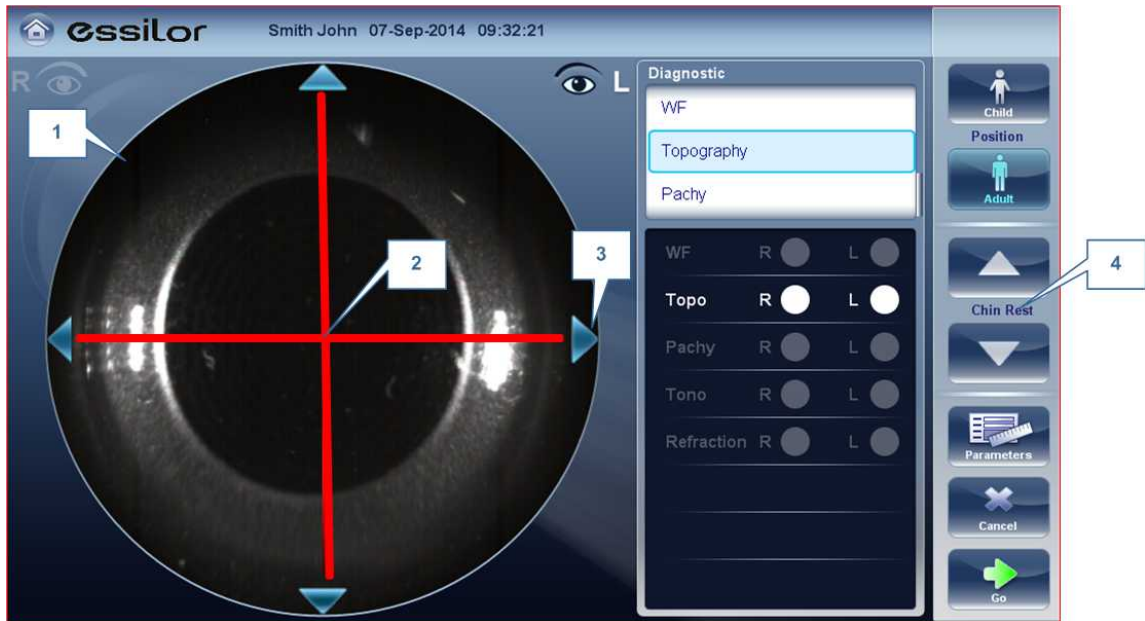 essilor Smith John 07-Sep-2014 09:32:21
R L
1
2
3
Diagnostic
WF
Topography
Pachy
WF R L
Topo R L
Pachy R L
Tono R L
Refraction R L
Child
Position
Adult
Chin Rest
4
Parameters
Cancel
Go